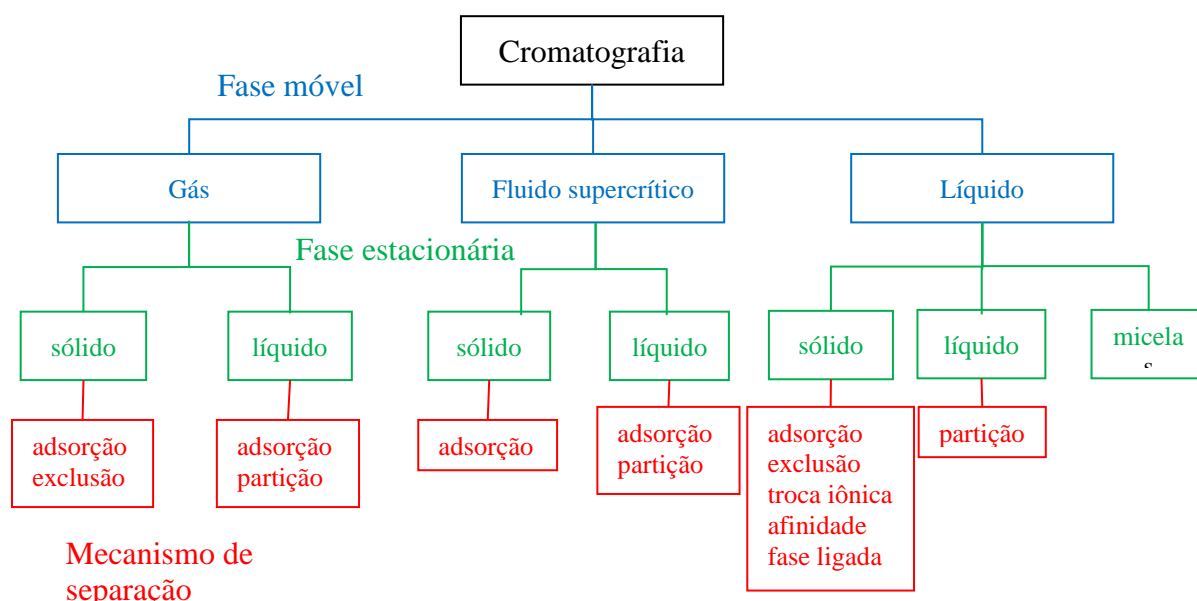 Cromatografia
Fase móvel
Gás
Fluido supercrítico
Líquido
Fase estacionária
sólido
líquido
sólido
líquido
sólido
líquido
micela
s
adsorção
exclusão
adsorção
partição
adsorção
adsorção
partição
adsorção
exclusão
troca iônica
afinidade
fase ligada
partição
Mecanismo de
separação